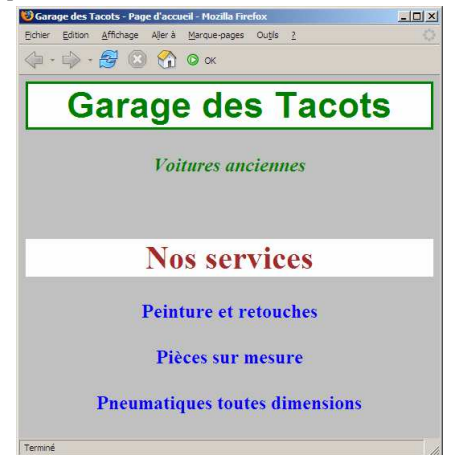 Garage des Tacots - Page d'accueil - Mozilla Firefox
Fichier Edition Affichage Aller à Marque-pages Outils ?
OK
Garage des Tacots
Voitures anciennes
Nos services
Peinture et retouches
Pièces sur mesure
Pneumatiques toutes dimensions
Terminé